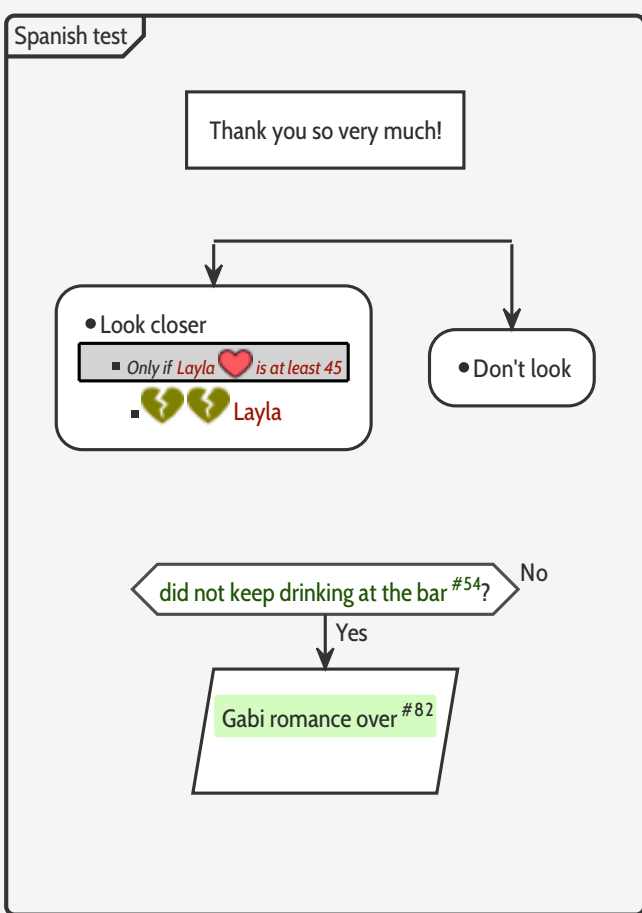 Spanish test
Thank you so very much!
Look closer
Only if Layla is at least 45
Layla
Don't look
did not keep drinking at the bar #54?
No
Yes
Gabi romance over #82